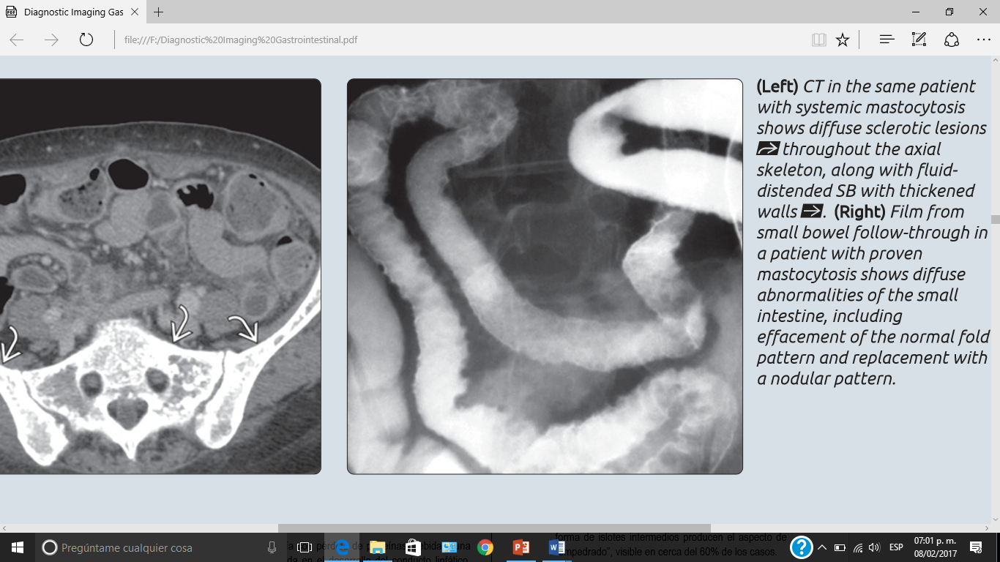 Diagnostic Imaging Gas
file:///F:/Diagnostic%20Imaging%20Gastrointestinal.pdf
(Left) CT in the same patient
with systemic mastocytosis
shows diffuse sclerotic lesions
throughout the axial
skeleton, along with fluid-
distended SB with thickened
walls . (Right) Film from
small bowel follow-through in
a patient with proven
mastocytosis shows diffuse
abnormalities of the small
intestine, including
effacement of the normal fold
pattern and replacement with
a nodular pattern.
forma de islotes intermedios producen el aspecto de
visible en cerca del 60% de los casos.
Pregúntame cualquier cosa
ESP
07:01 p. m.
08/02/2017